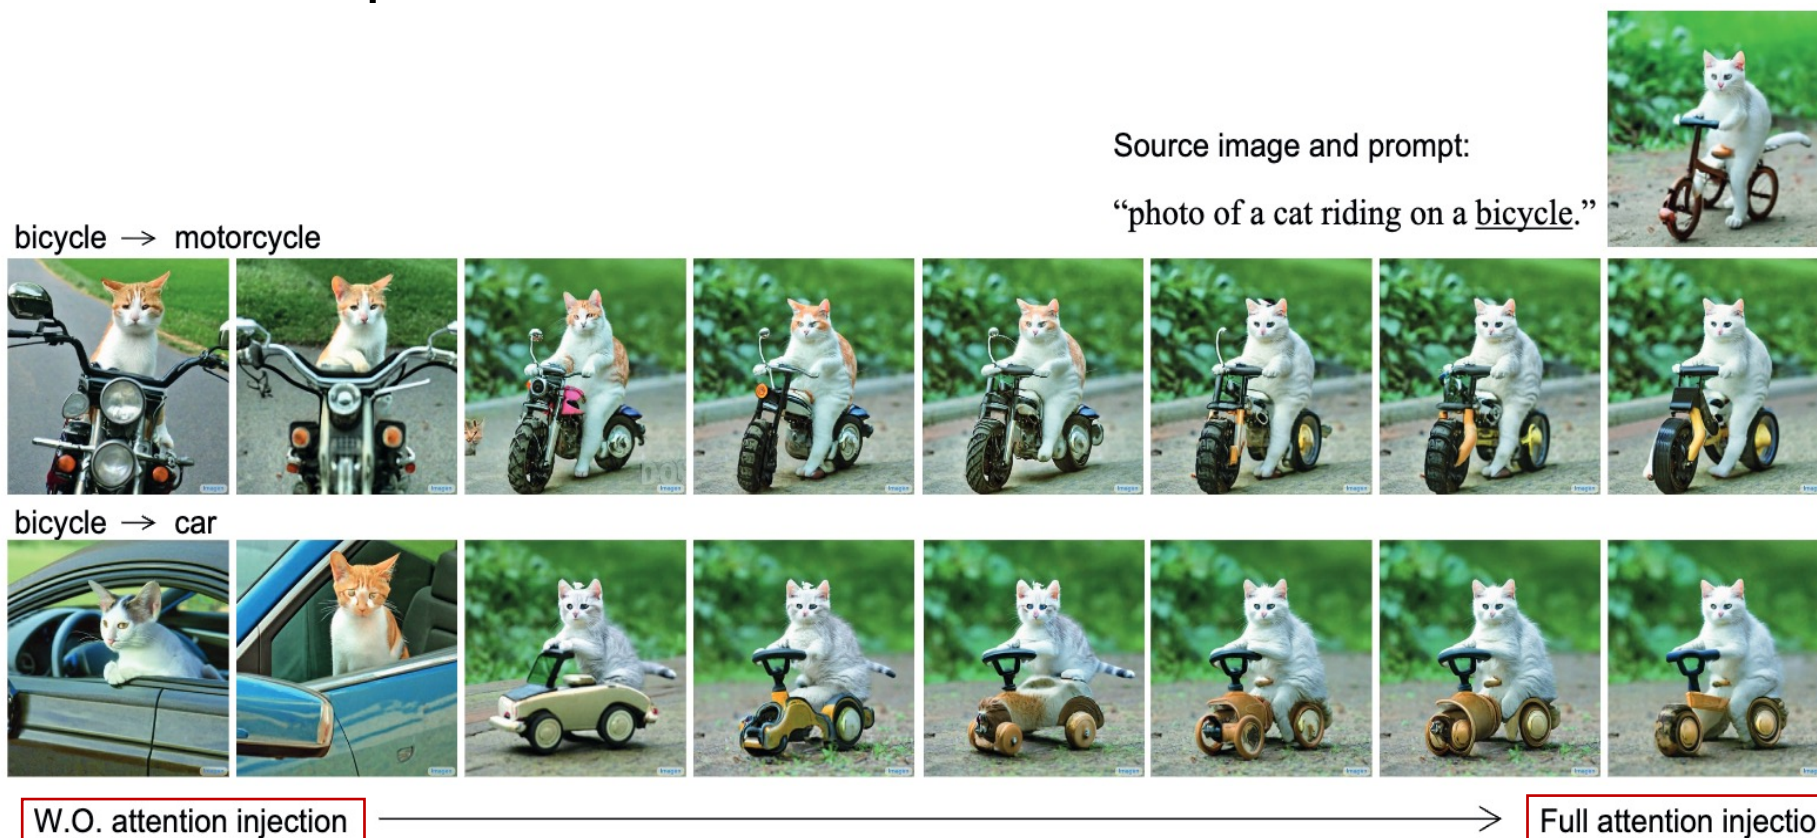 Source image and prompt:
“photo of a cat riding on a bicycle.”
bicycle → motorcycle
bicycle → car
W.O. attention injection
Full attention injectio